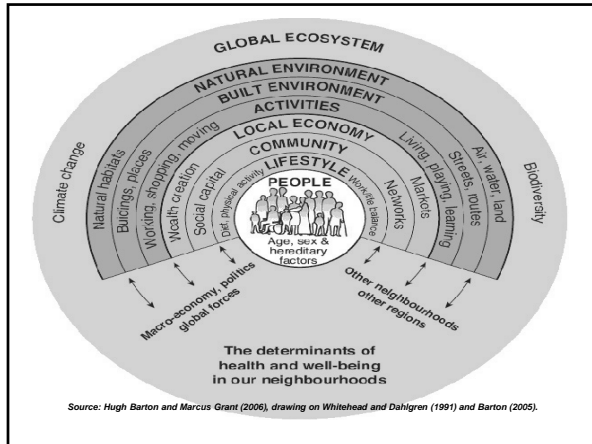 GLOBAL ECOSYSTEM
NATURAL ENVIRONMENT
BUILT ENVIRONMENT
ACTIVITIES
LOCAL ECONOMY
COMMUNITY
LIFESTYLE
PEOPLE
Age, sex &
hereditary
factors
Climate change
Natural habitats
Buicings, places
Working, shopping, moving
Wealth creation
Social capital
Diet, physical activity
Work/life balance
Networks
Markets
Living, playing, learning
Streets, routes
Air, water, land
Biodiversity
Macro-economy, politics
global forces
Other neighbourhoods
other regions
The determinants of
health and well-being
in our neighbourhoods
Source: Hugh Barton and Marcus Grant (2006), drawing on Whitehead and Dahlgren (1991) and Barton (2005).